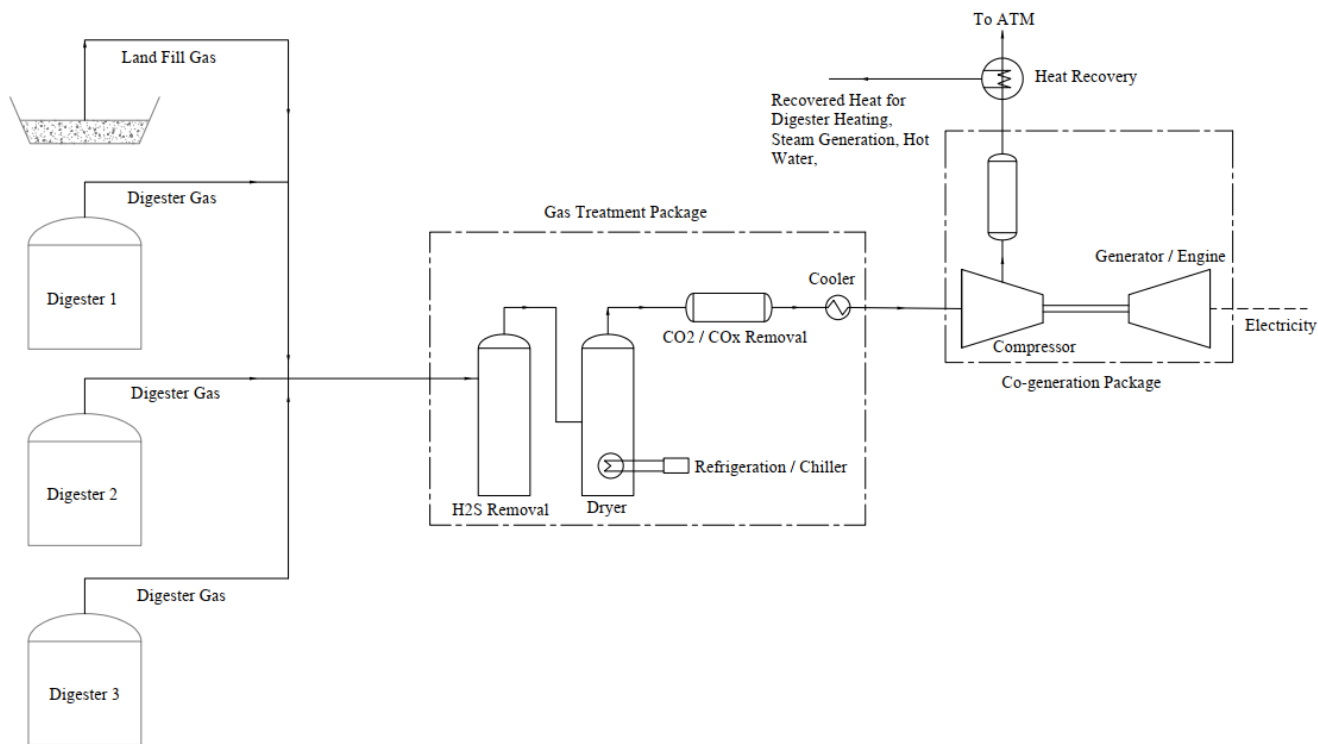 To ATM
Land Fill Gas
Heat Recovery
Recovered Heat for
Digester Heating,
Steam Generation, Hot
Water,
Digester Gas
Gas Treatment Package
Generator / Engine
Cooler
Digester 1
Electricity
CO2 / COx Removal
Compressor
Co-generation Package
Digester Gas
Refrigeration / Chiller
Digester 2
H2S Removal
Dryer
Digester Gas
Digester 3